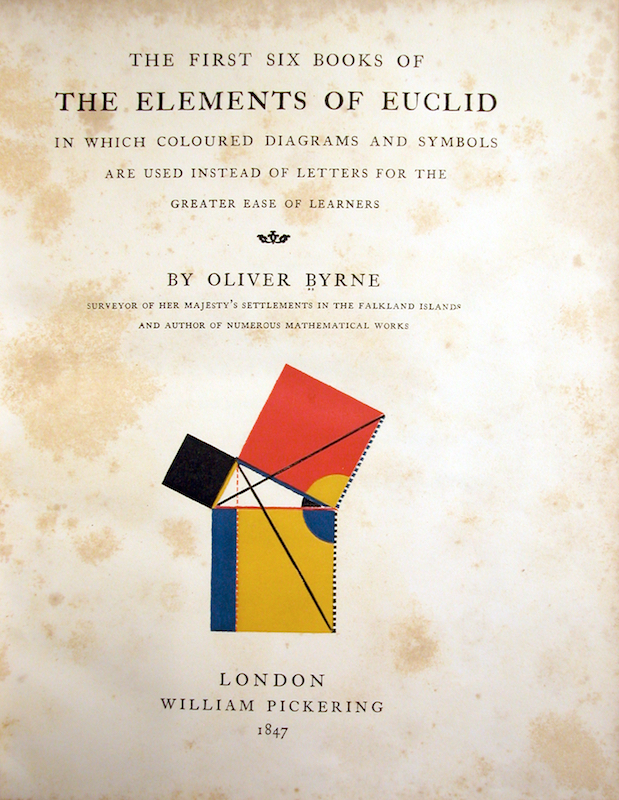 THE FIRST SIX BOOKS OF
THE ELEMENTS OF EUCLID
IN WHICH COLOURED DIAGRAMS AND SYMBOLS
ARE USED INSTEAD OF LETTERS FOR THE
GREATER EASE OF LEARNERS
BY OLIVER BYRNE
SURVEYOR OF HER MAJESTY'S SETTLEMENTS IN THE FALKLAND ISLANDS
AND AUTHOR OF NUMEROUS MATHEMATICAL WORKS
LONDON
WILLIAM PICKERING
1847